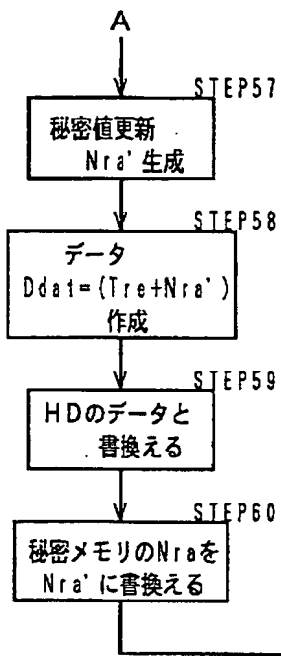 A
STEP57
秘密値更新
Nra'生成
STEP58
データ
Ddat=(Tre+Nra')
作成
STEP59
HDのデータと
書換える
STEP60
秘密メモリのNraを
Nra'に書換える